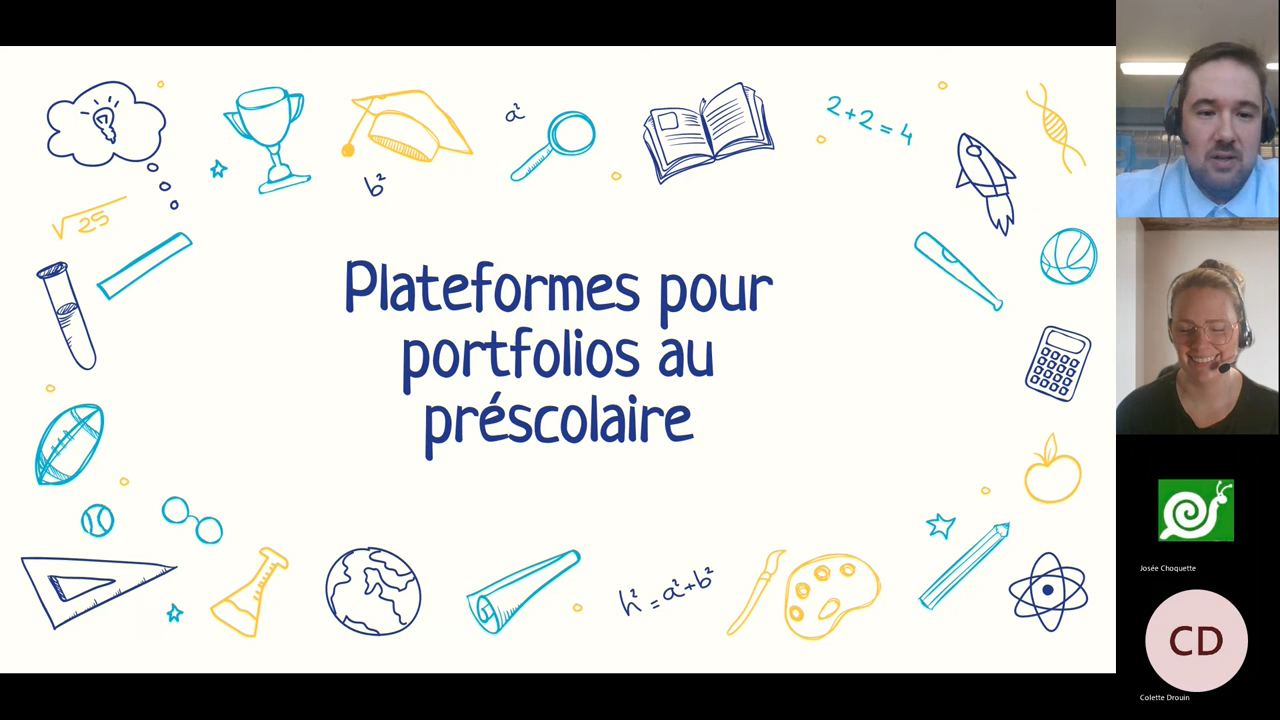 a²
2+2=4
b²
√25
Plateformes pour
portfolios au
préscolaire
h²=a²+b²
Josée Choquette
CD
Colette Drouin